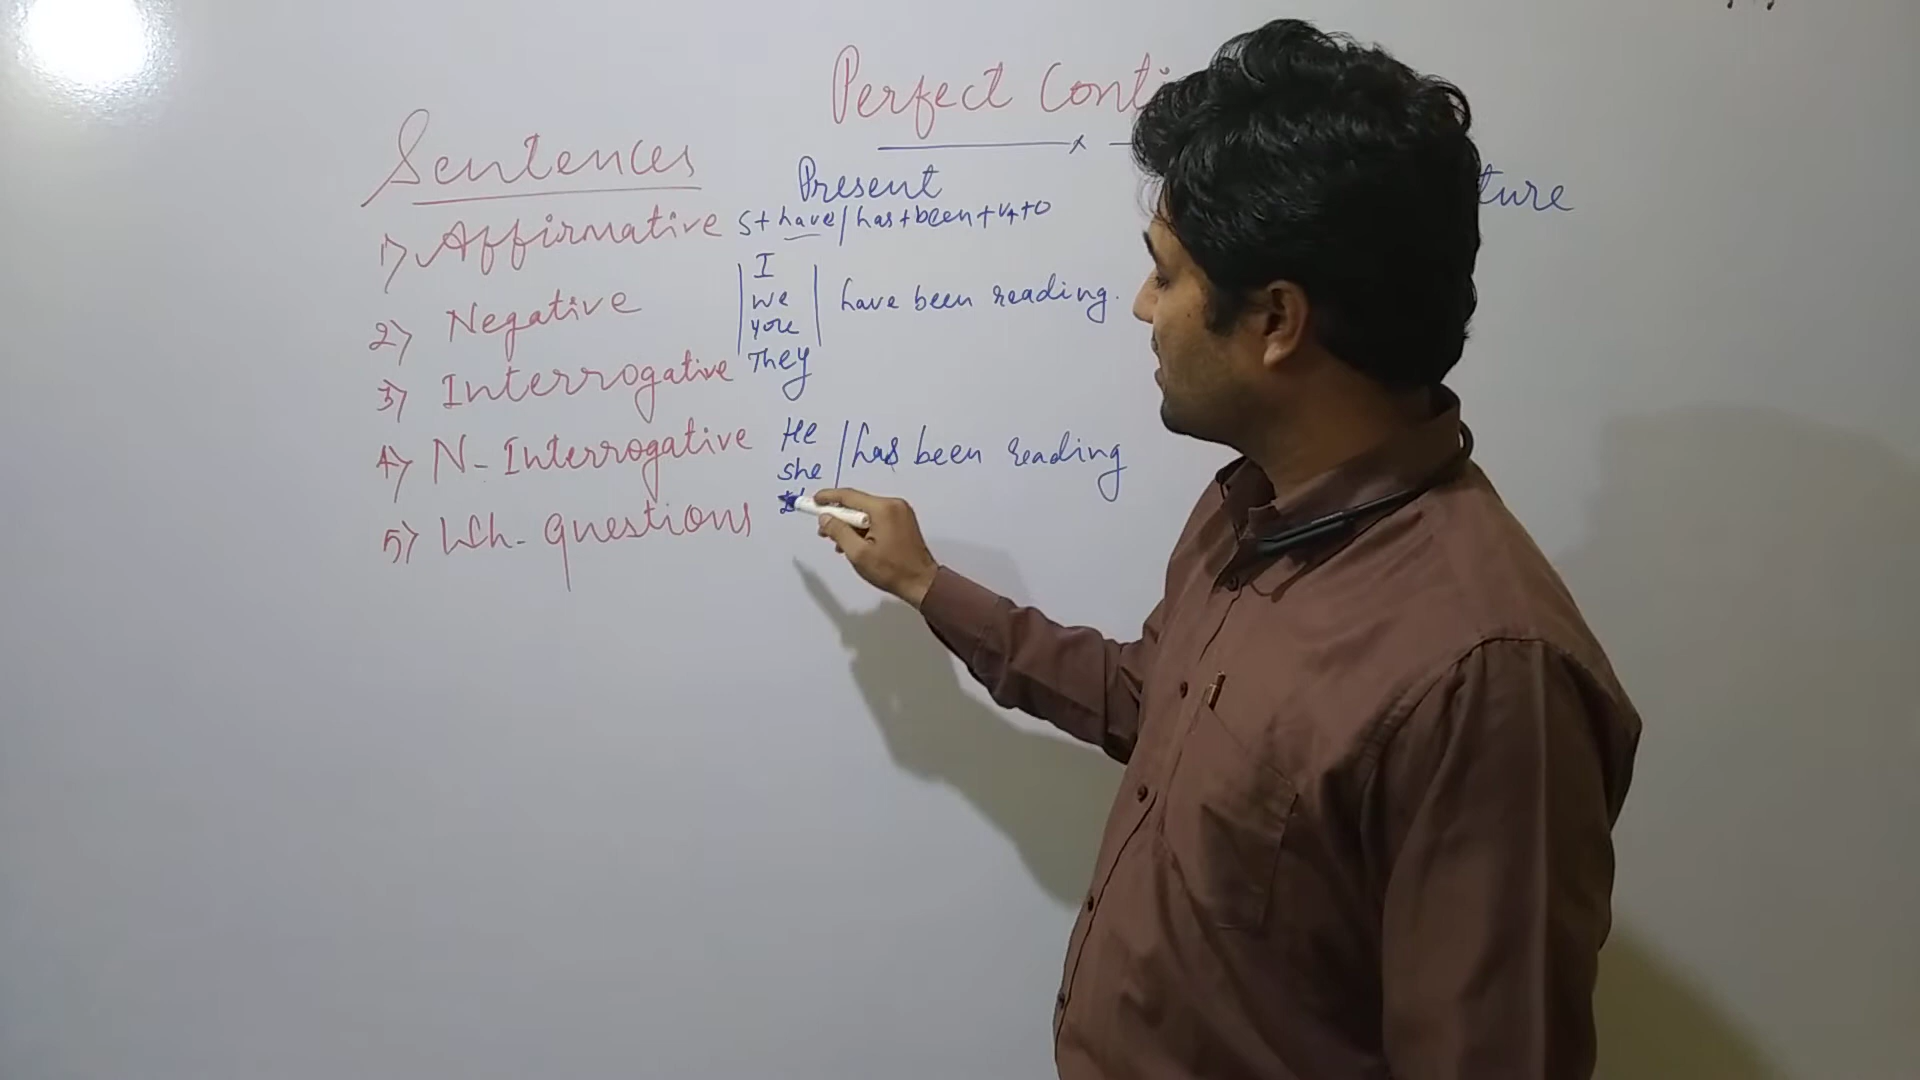 Perfect Conti
Sentences
Present
ture
1) Affirmative
S+ have/has+been+V4+O
2) Negative
I
We
you
They
have been reading.
3) Interrogative
4) N-Interrogative
He
she
has been reading
5) Wh-questions